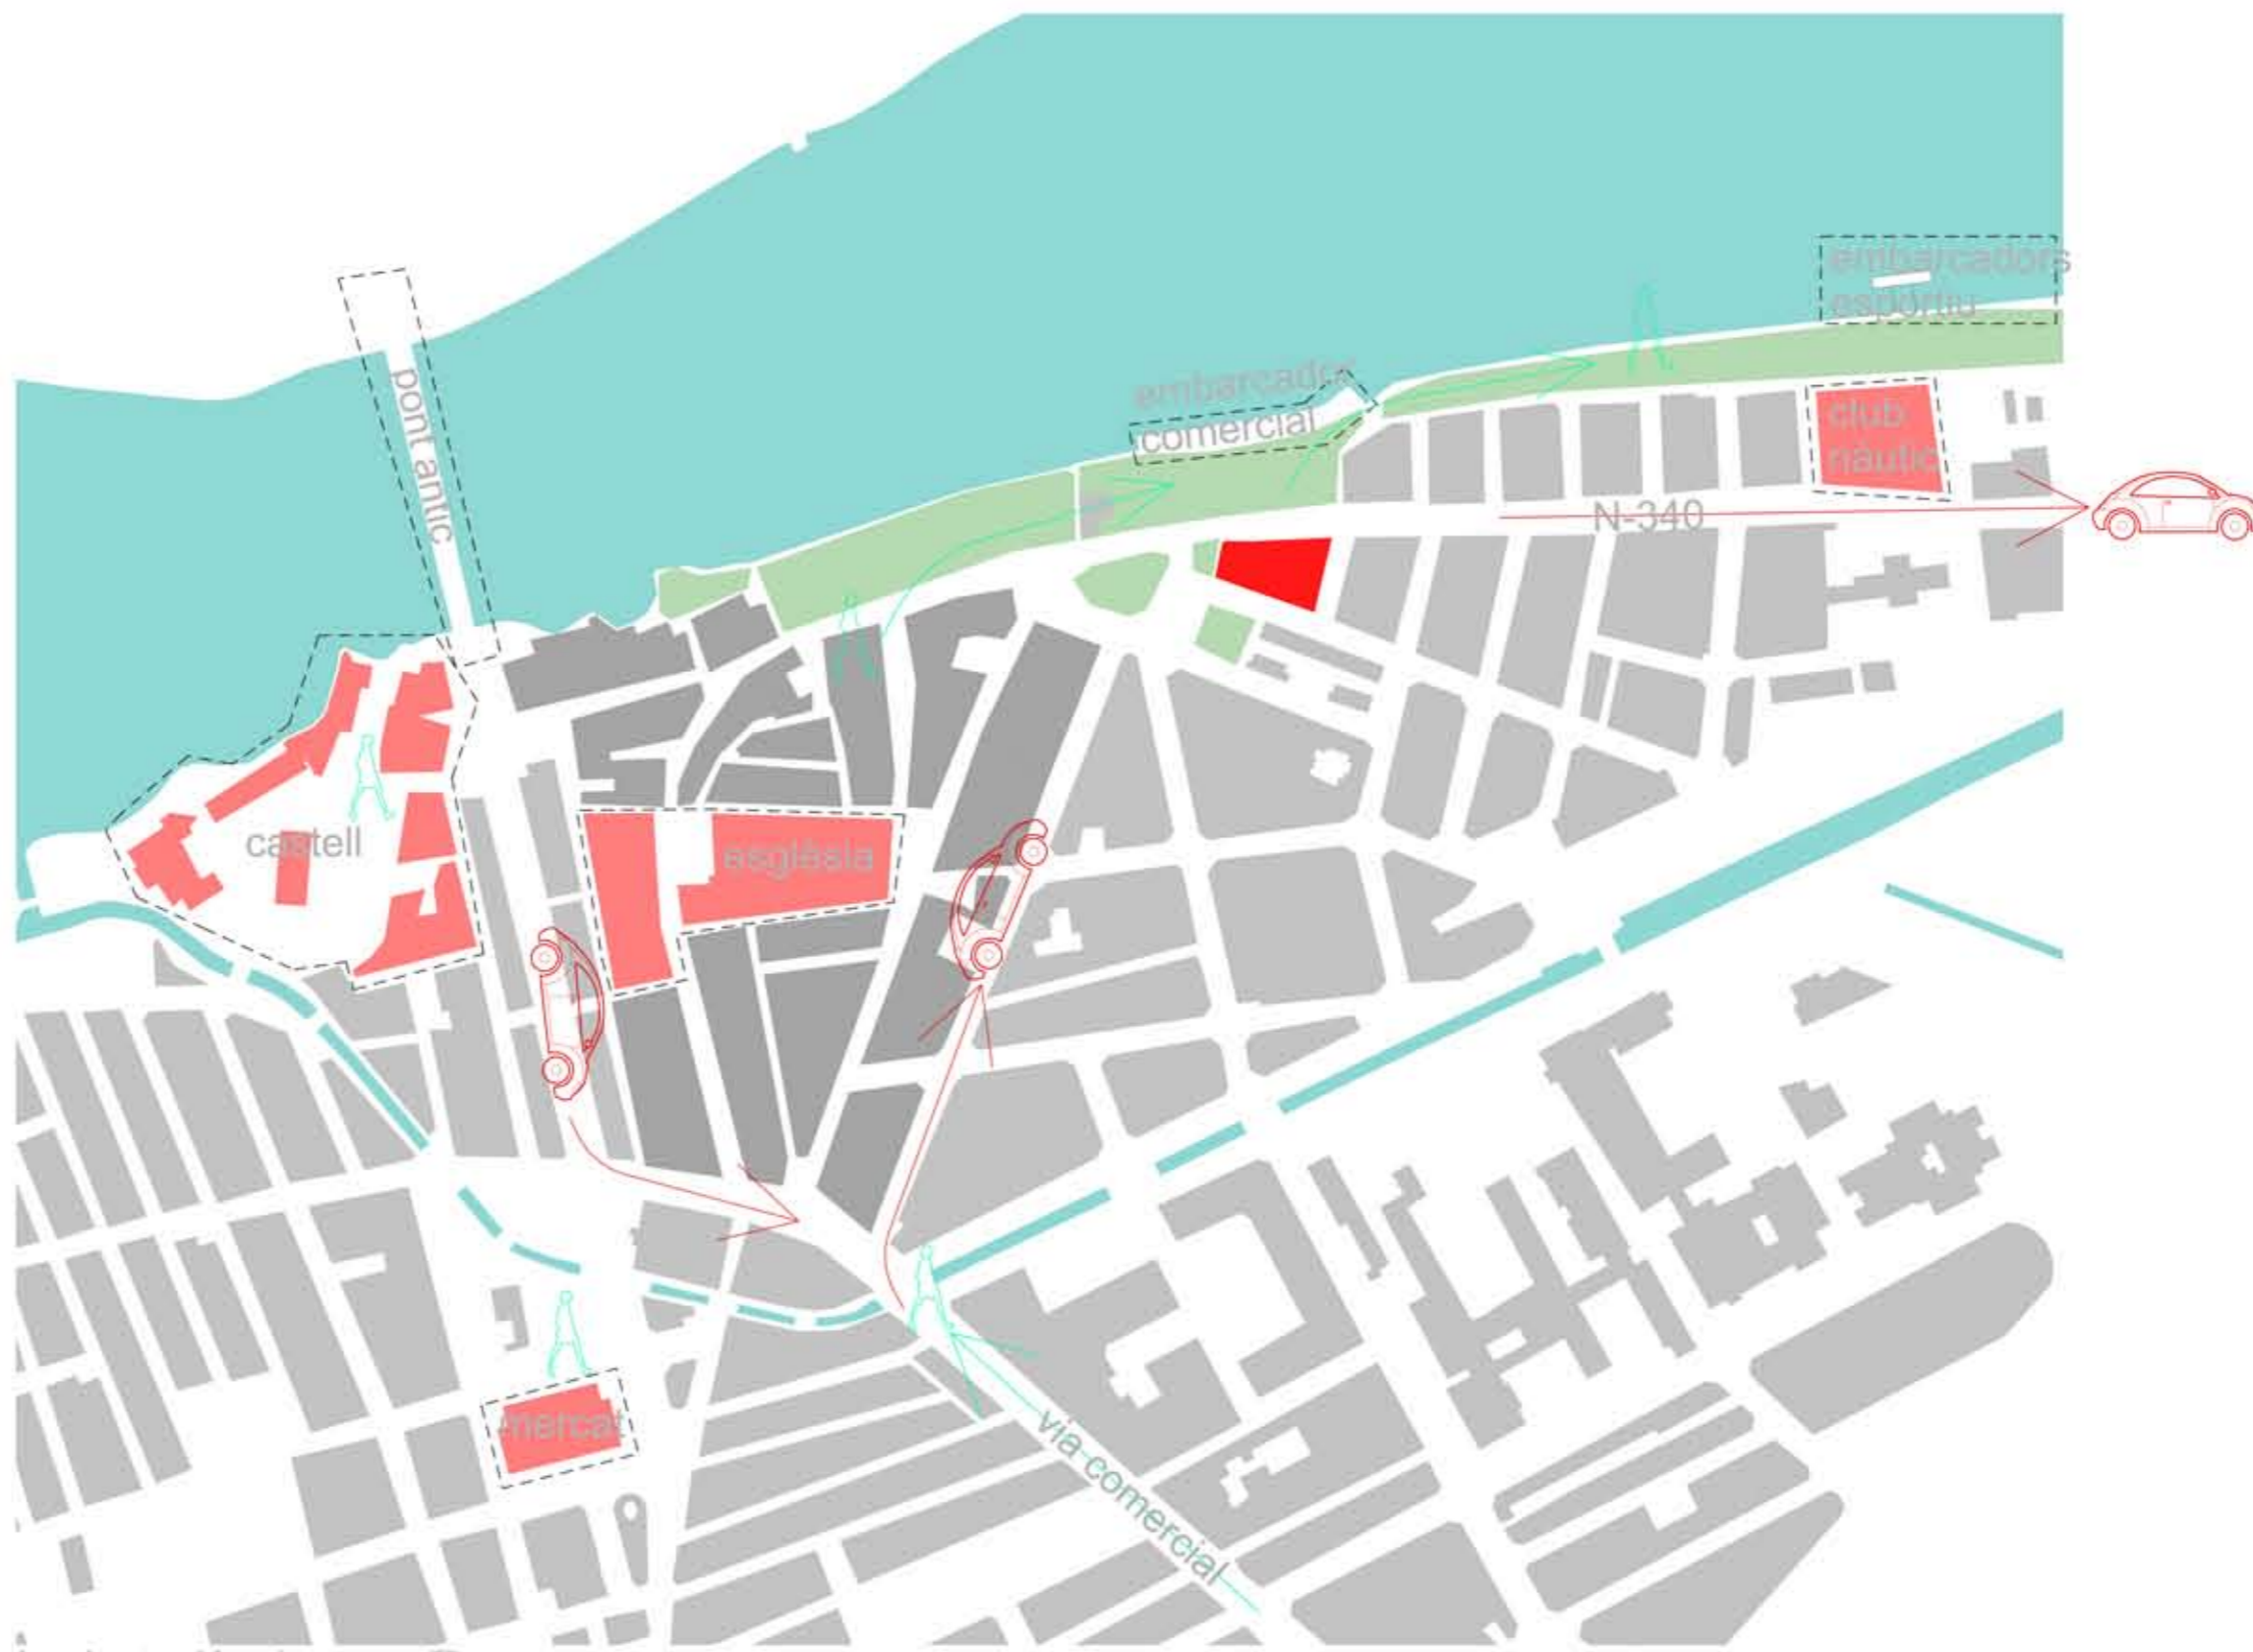 embarcadors
esportiu
embarcador
comercial
pont antic
club
nàutic
N-340
castell
església
mercat
via comercial